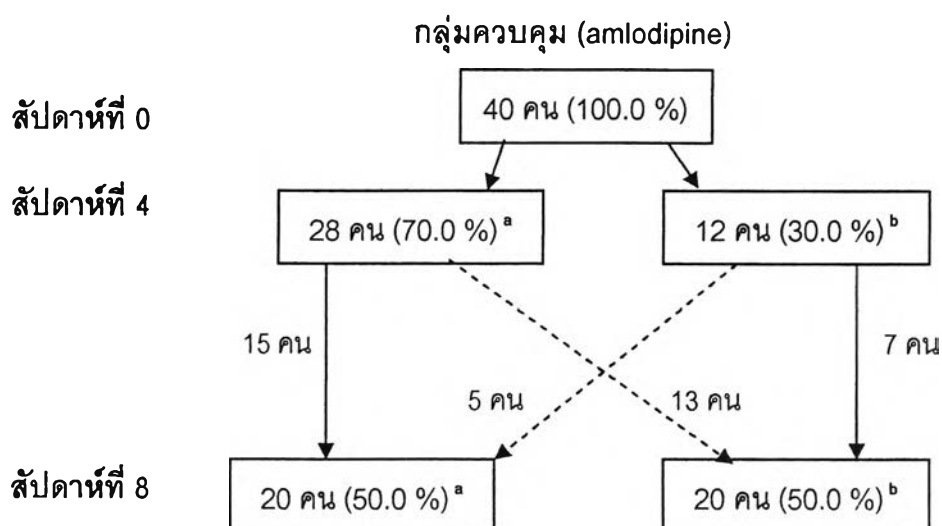 กลุ่มควบคุม (amlodipine)
สัปดาห์ที่ 0
40 คน (100.0 %)
สัปดาห์ที่ 4
28 คน (70.0 %) a
12 คน (30.0 %) b
15 คน
7 คน
5 คน
13 คน
สัปดาห์ที่ 8
20 คน (50.0 %) a
20 คน (50.0 %) b